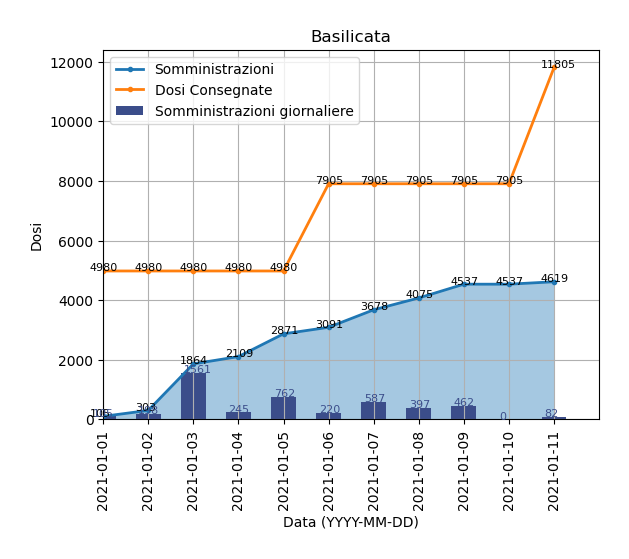 Basilicata
Somministrazioni
Dosi Consegnate
Somministrazioni giornaliere
12000
10000
8000
6000
4000
2000
0
Dosi
11805
7905 7905 7905 7905 7905
4980 4980 4980 4980 4980
303 1864 2109 2871 3091 3678 4075 4537 4537 4619
1561 245 762 220 587 397 462 0 82
2021-01-01
2021-01-02
2021-01-03
2021-01-04
2021-01-05
2021-01-06
2021-01-07
2021-01-08
2021-01-09
2021-01-10
2021-01-11
Data (YYYY-MM-DD)